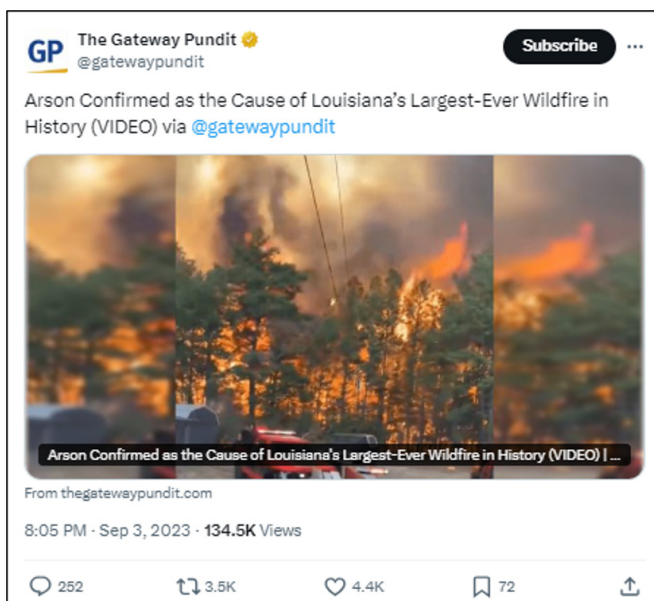 GP
The Gateway Pundit
@gatewaypundit
Subscribe
Arson Confirmed as the Cause of Louisiana's Largest-Ever Wildfire in
History (VIDEO) via @gatewaypundit
Arson Confirmed as the Cause of Louisiana's Largest-Ever Wildfire in History (VIDEO) | ...
From thegatewaypundit.com
8:05 PM · Sep 3, 2023 · 134.5K Views
252 3.5K 4.4K 72